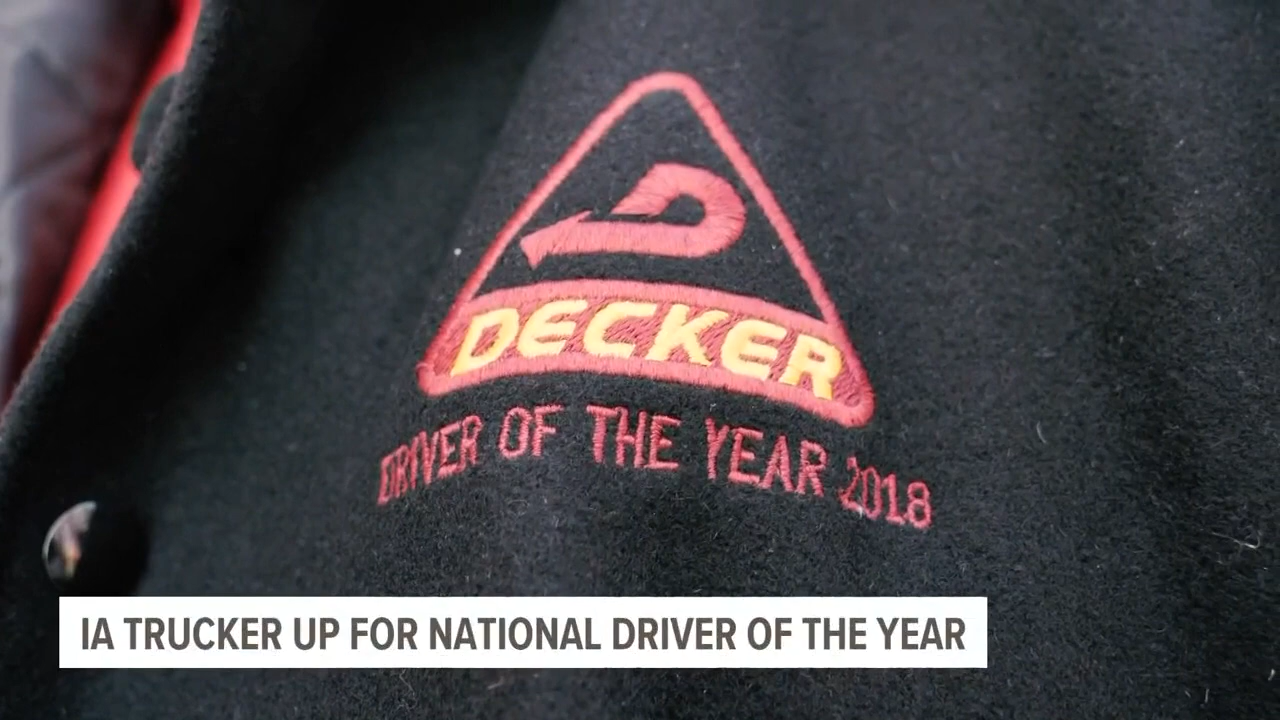 DECKER
DRIVER OF THE YEAR 2018
IA TRUCKER UP FOR NATIONAL DRIVER OF THE YEAR